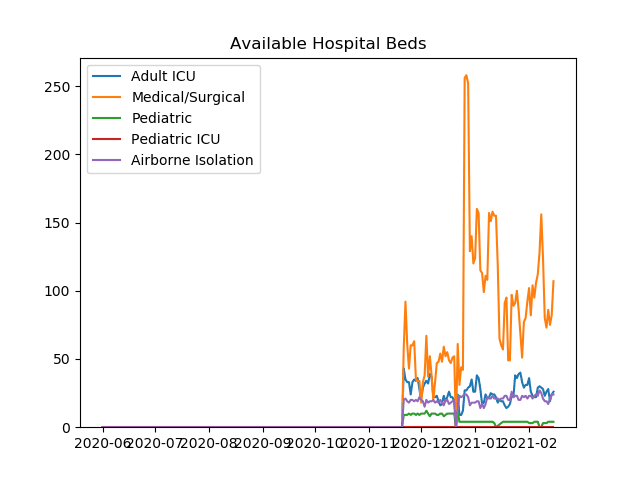 Available Hospital Beds
Adult ICU
Medical/Surgical
Pediatric
Pediatric ICU
Airborne Isolation
250
200
150
100
50
0
2020-06 2020-07 2020-08 2020-09 2020-10 2020-11 2020-12 2021-01 2021-02